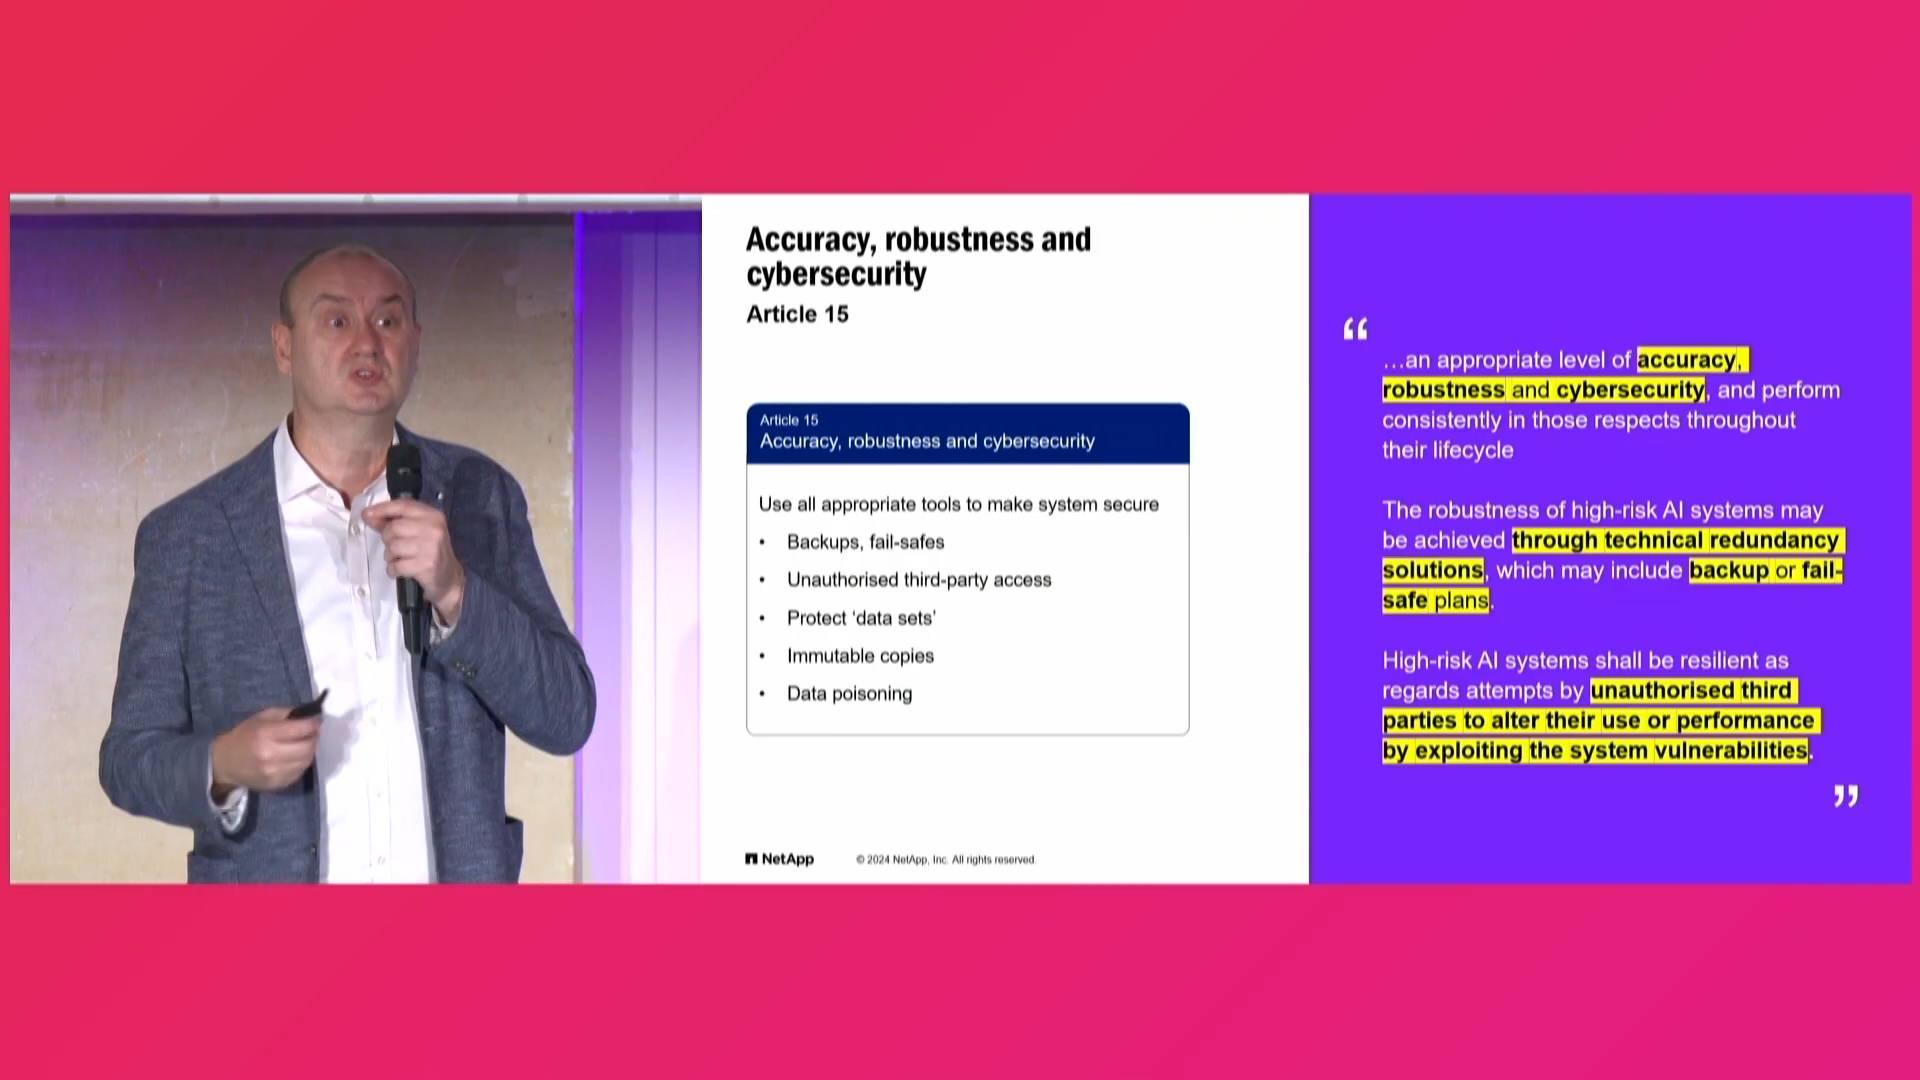 Accuracy, robustness and
cybersecurity
Article 15
Article 15
Accuracy, robustness and cybersecurity
Use all appropriate tools to make system secure
• Backups, fail-safes
• Unauthorised third-party access
• Protect ‘data sets’
• Immutable copies
• Data poisoning
NetApp
© 2024 NetApp, Inc. All rights reserved.
“
…an appropriate level of accuracy,
robustness and cybersecurity, and perform
consistently in those respects throughout
their lifecycle
The robustness of high-risk AI systems may
be achieved through technical redundancy
solutions, which may include backup or fail-
safe plans.
High-risk AI systems shall be resilient as
regards attempts by unauthorised third
parties to alter their use or performance
by exploiting the system vulnerabilities.
”